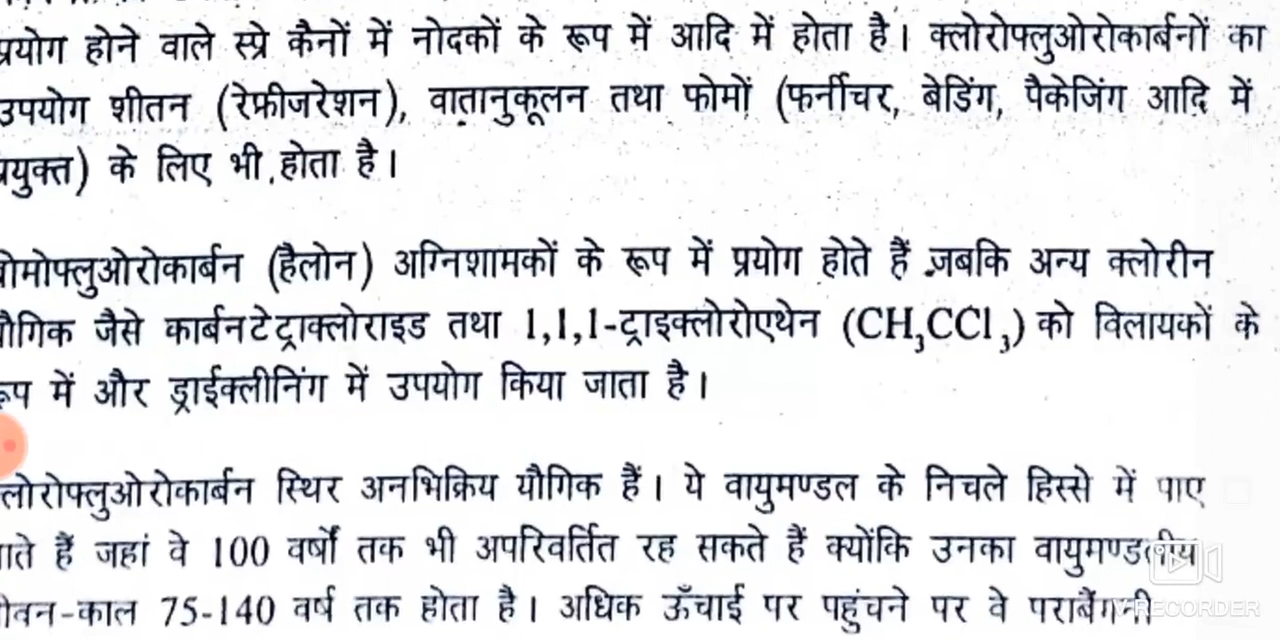 प्रयोग होने वाले स्प्रे कैनों में नोदकों के रूप में आदि में होता है। क्लोरोफ्लुओरोकार्बनों का
उपयोग शीतन (रेफ्रीजरेशन), वातानुकूलन तथा फोमों (फर्नीचर, बेडिंग, पैकेजिंग आदि में
प्रयुक्त) के लिए भी होता है।
ब्रोमोफ्लुओरोकार्बन (हैलोन) अग्निशामकों के रूप में प्रयोग होते हैं जबकि अन्य क्लोरीन
यौगिक जैसे कार्बनटेट्राक्लोराइड तथा 1,1,1-ट्राइक्लोरोएथेन (CH₃CCl₃) को विलायकों के
रूप में और ड्राईक्लीनिंग में उपयोग किया जाता है।
क्लोरोफ्लुओरोकार्बन स्थिर अनभिक्रिय यौगिक हैं। ये वायुमण्डल के निचले हिस्से में पाए
जाते हैं जहां वे 100 वर्षों तक भी अपरिवर्तित रह सकते हैं क्योंकि उनका वायुमण्डलीय
जीवन-काल 75-140 वर्ष तक होता है। अधिक ऊँचाई पर पहुंचने पर वे पराबैंगनी
V RECORDER